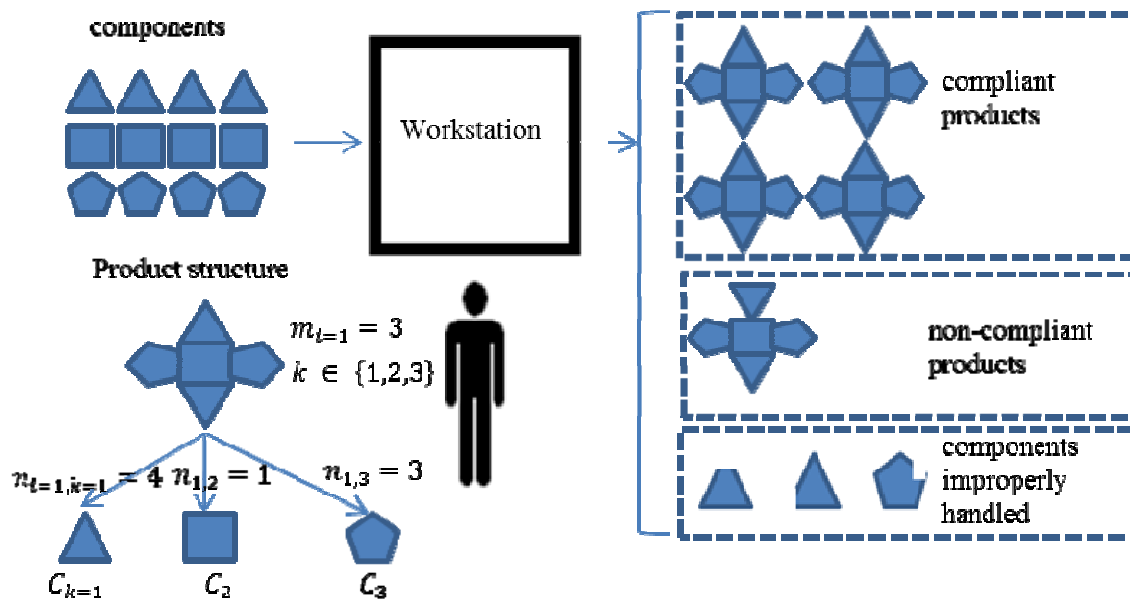 components
Workstation
compliant
products
Product structure
m_{i=1} = 3
k ∈ {1,2,3}
non-compliant
products
n_{i=1,k=1} = 4 n_{1,2} = 1
n_{1,3} = 3
components
improperly
handled
C_{k=1}
C_2
C_3